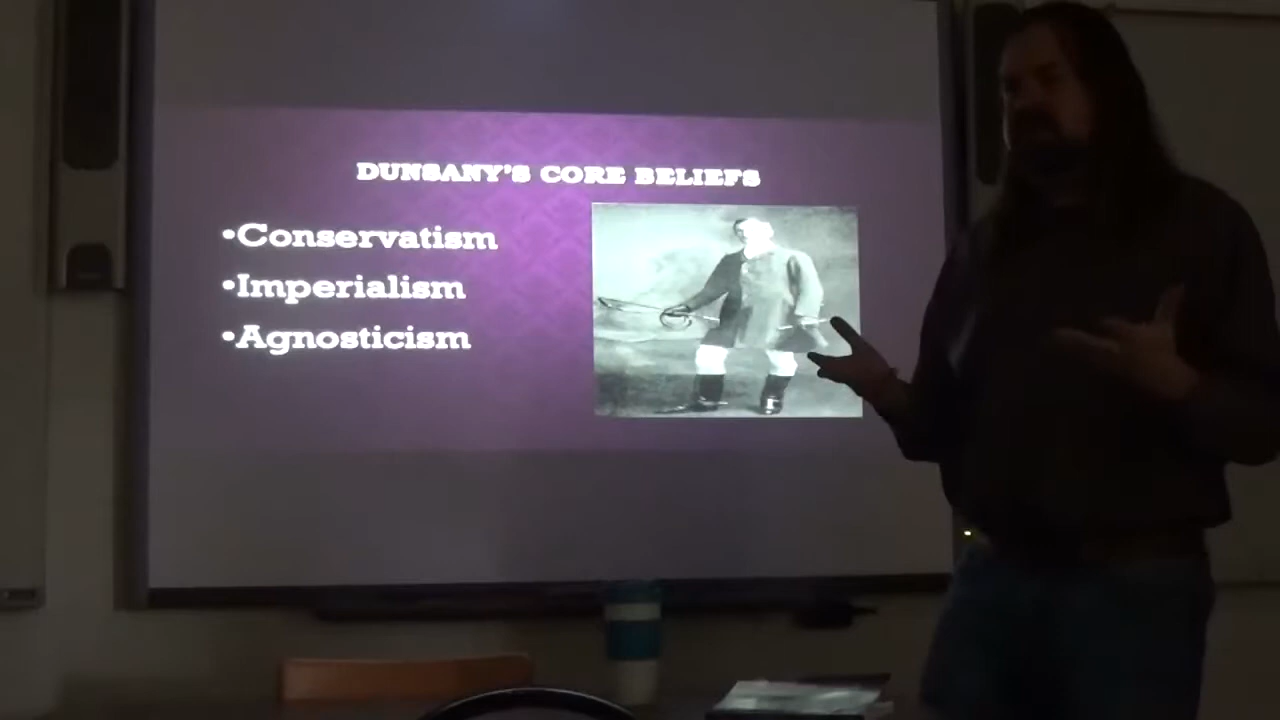 DUNSANY'S CORE BELIEFS
•Conservatism
•Imperialism
•Agnosticism